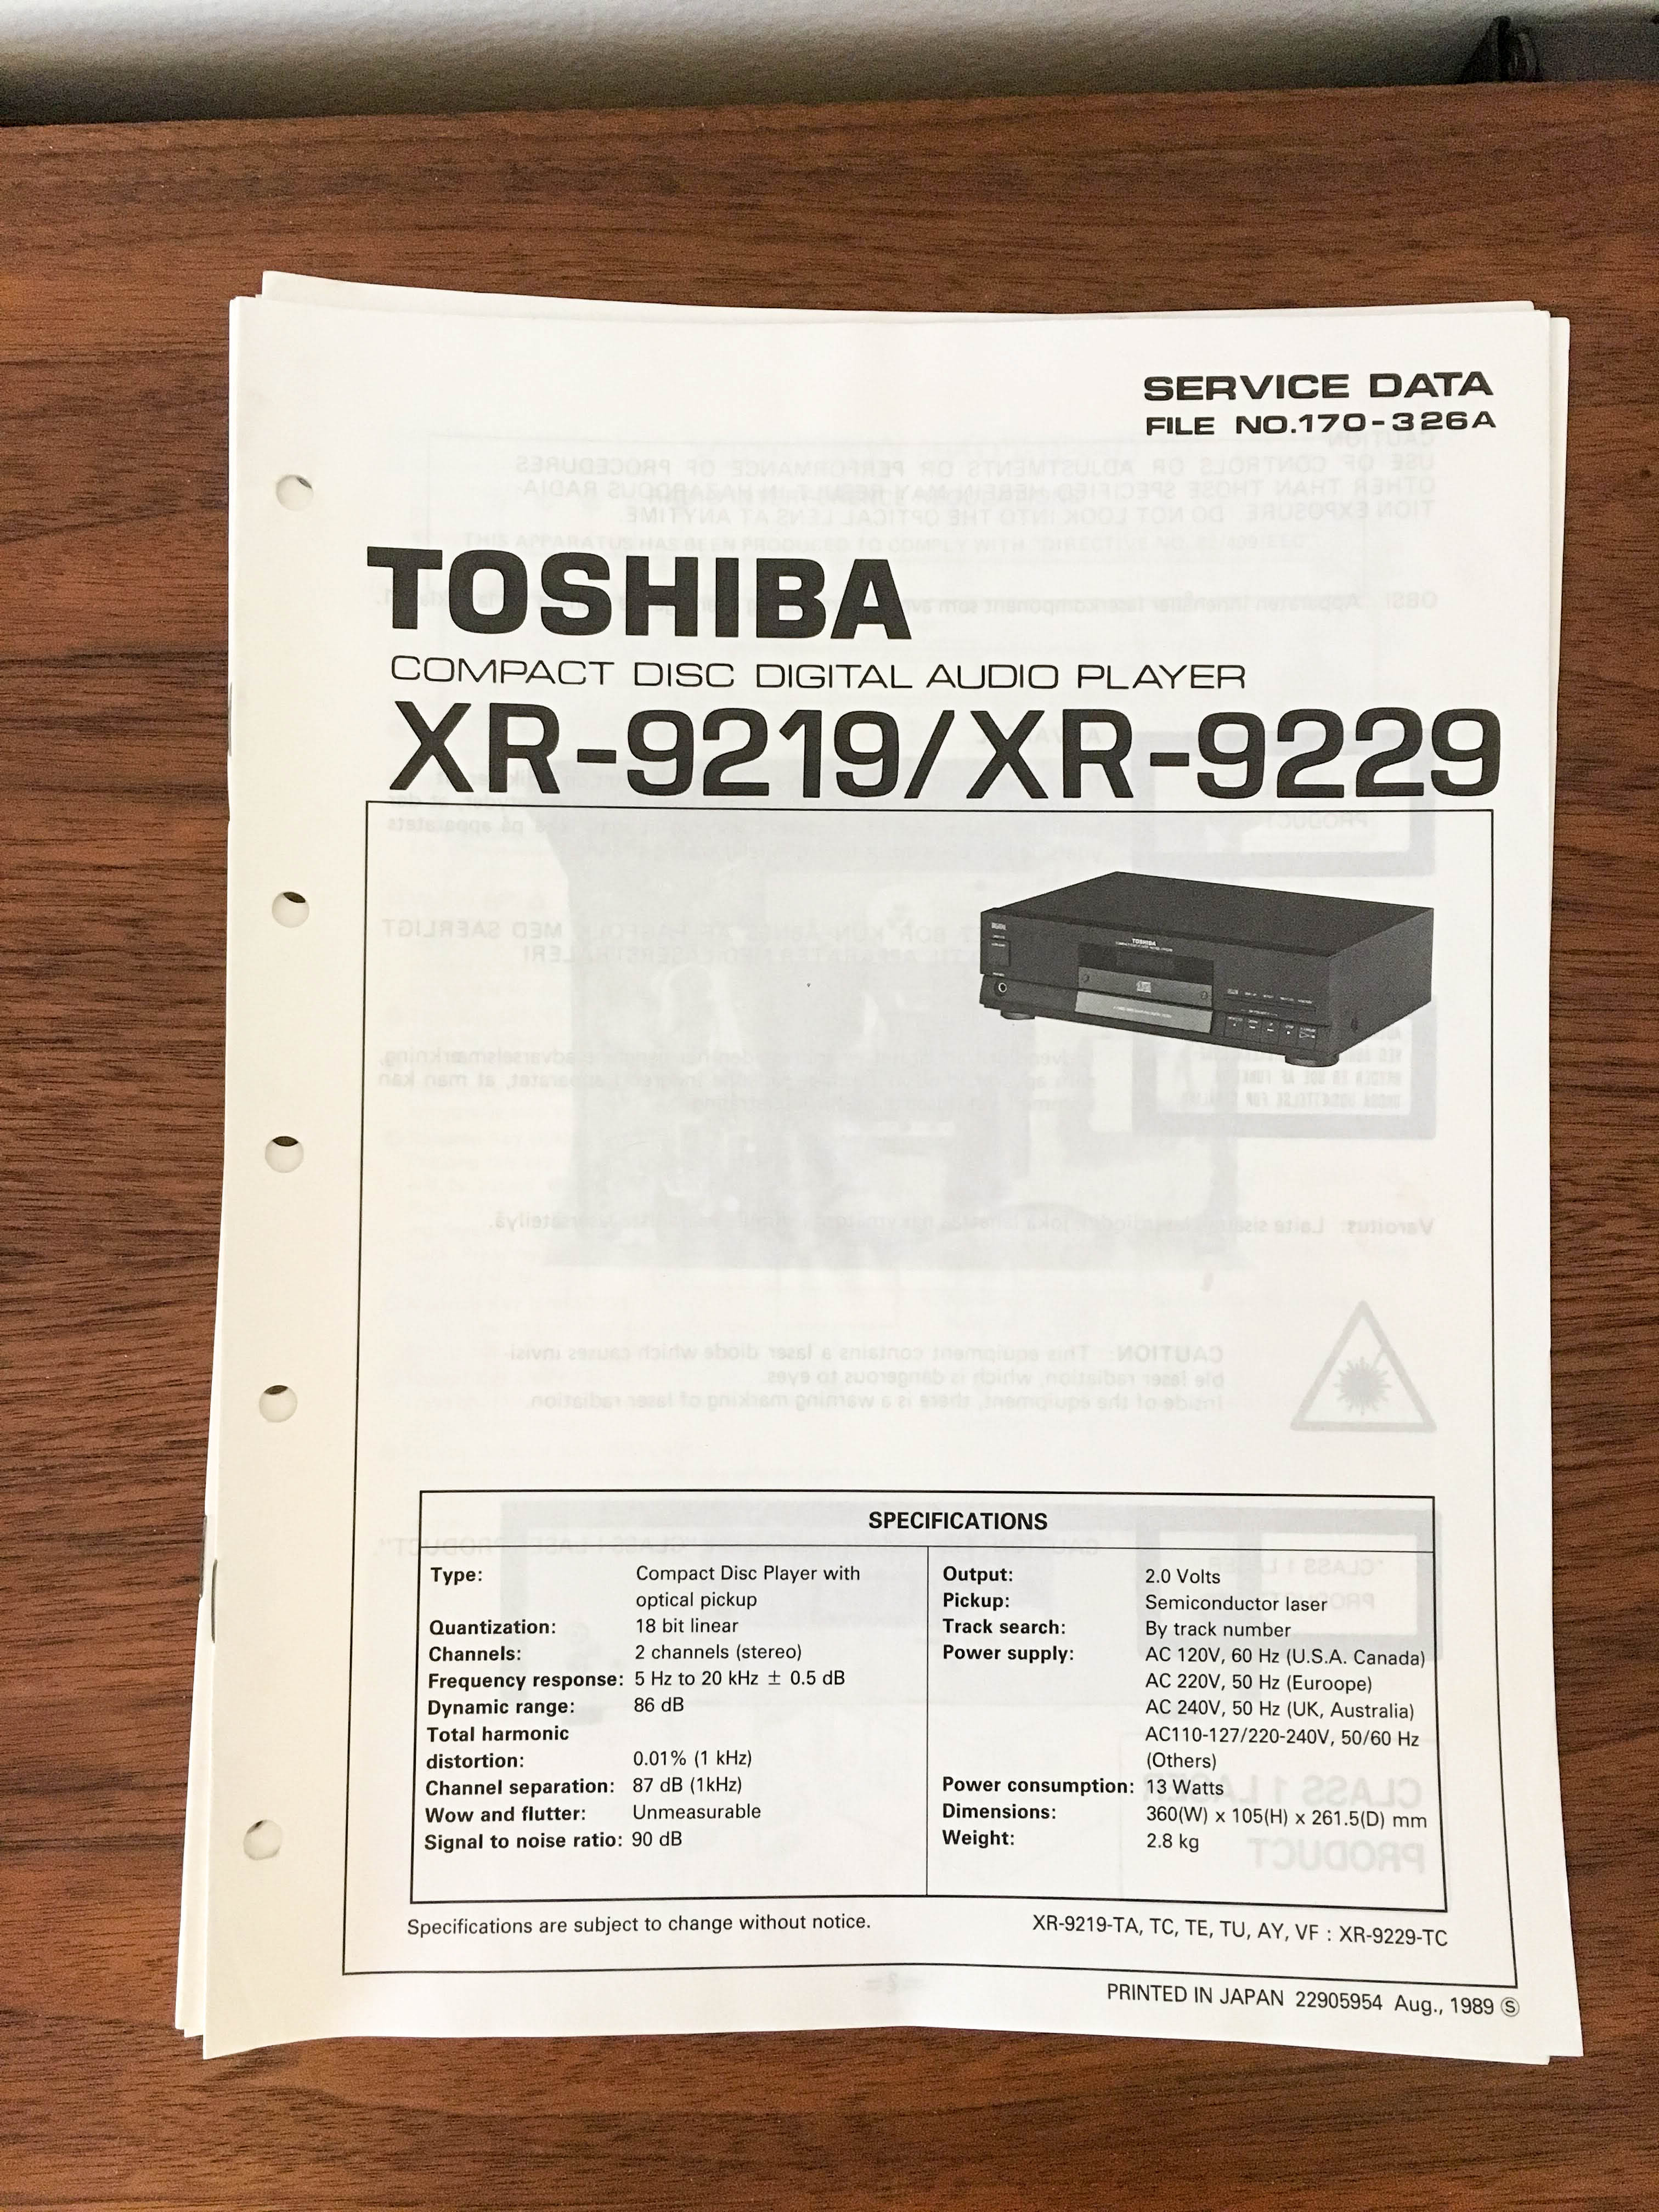 SERVICE DATA
FILE NO.170-326A
TOSHIBA
COMPACT DISC DIGITAL AUDIO PLAYER
XR-9219/XR-9229
TOSHIBA
SPECIFICATIONS
Type: Compact Disc Player with
optical pickup
Quantization: 18 bit linear
Channels: 2 channels (stereo)
Frequency response: 5 Hz to 20 kHz ± 0.5 dB
Dynamic range: 86 dB
Total harmonic
distortion: 0.01% (1 kHz)
Channel separation: 87 dB (1kHz)
Wow and flutter: Unmeasurable
Signal to noise ratio: 90 dB
Output: 2.0 Volts
Pickup: Semiconductor laser
Track search: By track number
Power supply: AC 120V, 60 Hz (U.S.A. Canada)
AC 220V, 50 Hz (Euroope)
AC 240V, 50 Hz (UK, Australia)
AC110-127/220-240V, 50/60 Hz
(Others)
Power consumption: 13 Watts
Dimensions: 360(W) x 105(H) x 261.5(D) mm
Weight: 2.8 kg
Specifications are subject to change without notice.
XR-9219-TA, TC, TE, TU, AY, VF : XR-9229-TC
PRINTED IN JAPAN 22905954 Aug., 1989 Ⓢ